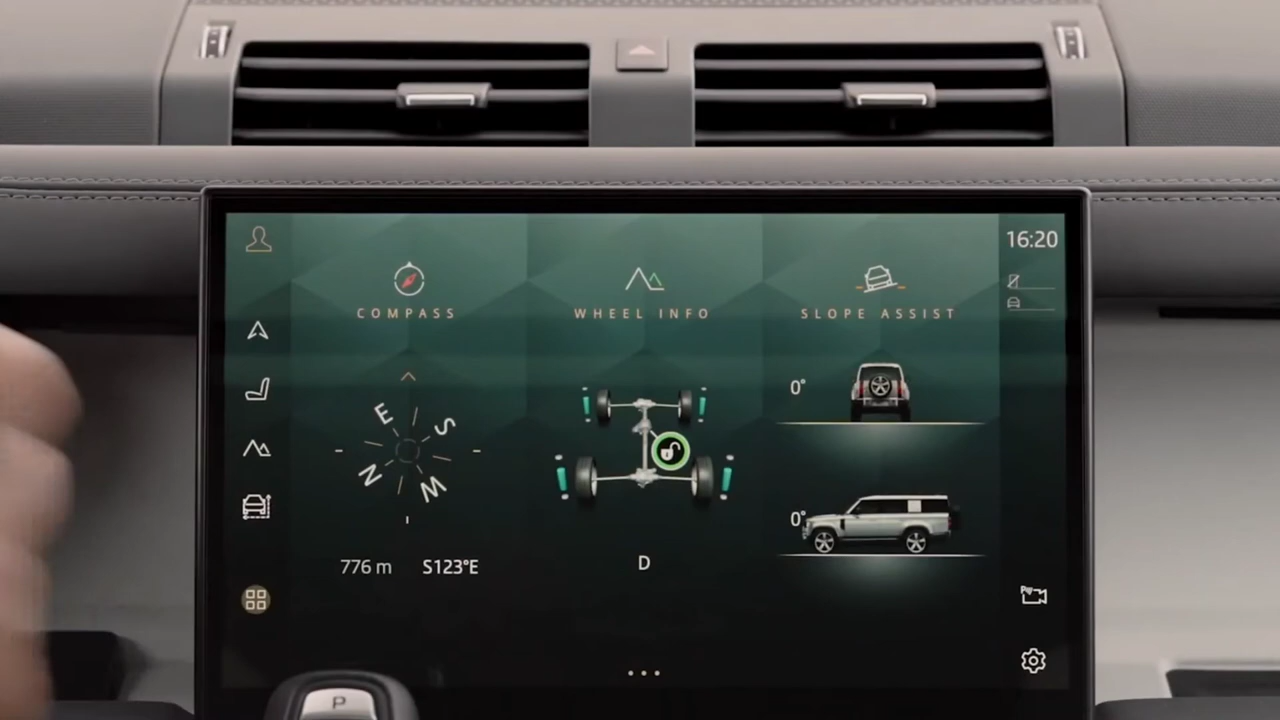 16:20
COMPASS
WHEEL INFO
SLOPE ASSIST
0°
E
S
N
W
0°
776 m
S123°E
D
P